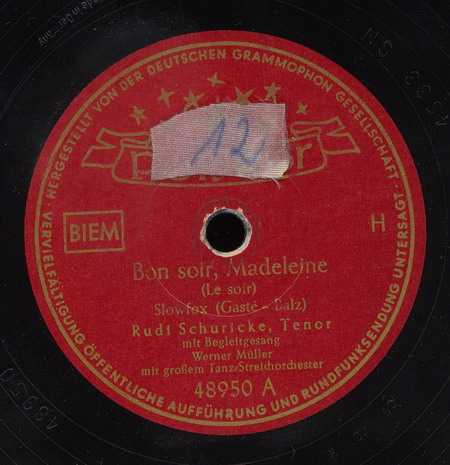 HERGESTELLT VON DER DEUTSCHEN GRAMMOPHON GESELLSCHAFT · VERVIELFÄLTIGUNG ÖFFENTLICHE AUFFÜHRUNG UND RUNDFUNKSENDUNG UNTERSAGT ·
12
BIEM
H
Bon soir, Madeleine
(Le soir)
Slowfox (Gasté - Balz)
Rudi Schuricke, Tenor
mit Begleitgesang
Werner Müller
mit großem Tanz-Streichorchester
48950 A
48950